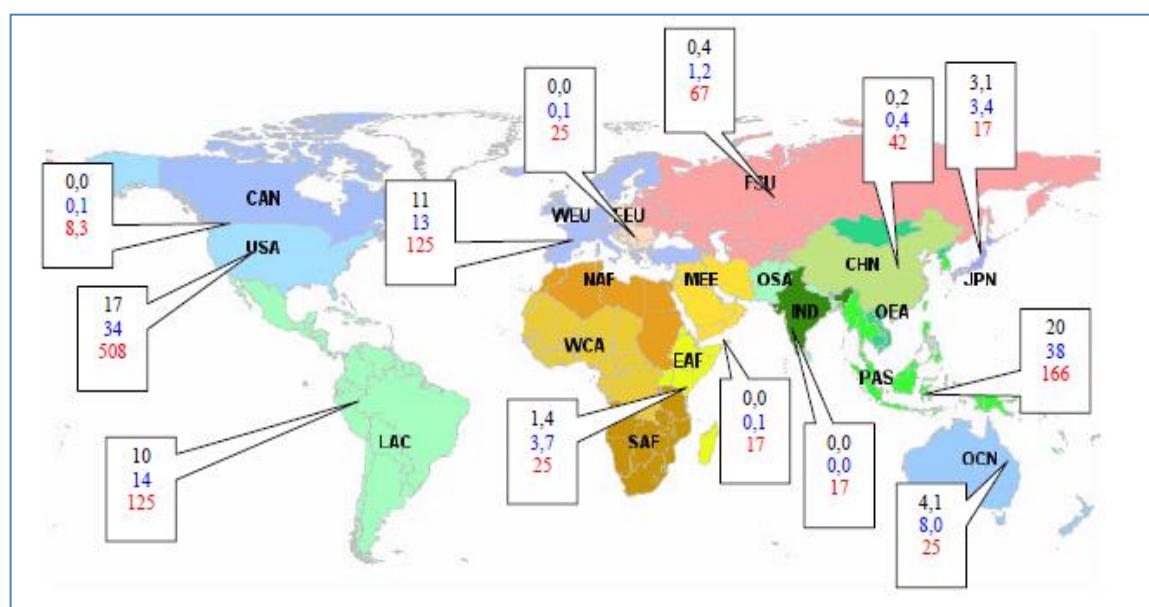 0,4
1,2
67
0,0
0,1
25
0,2
0,4
42
3,1
3,4
17
0,0
0,1
8,3
CAN
11
13
125
WEU
EEU
FSU
USA
NAF
MEE
OSA
CHN
JPN
17
34
508
WCA
IND
OEA
EAF
PAS
20
38
166
10
14
125
LAC
1,4
3,7
25
SAF
0,0
0,1
17
0,0
0,0
17
OCN
4,1
8,0
25